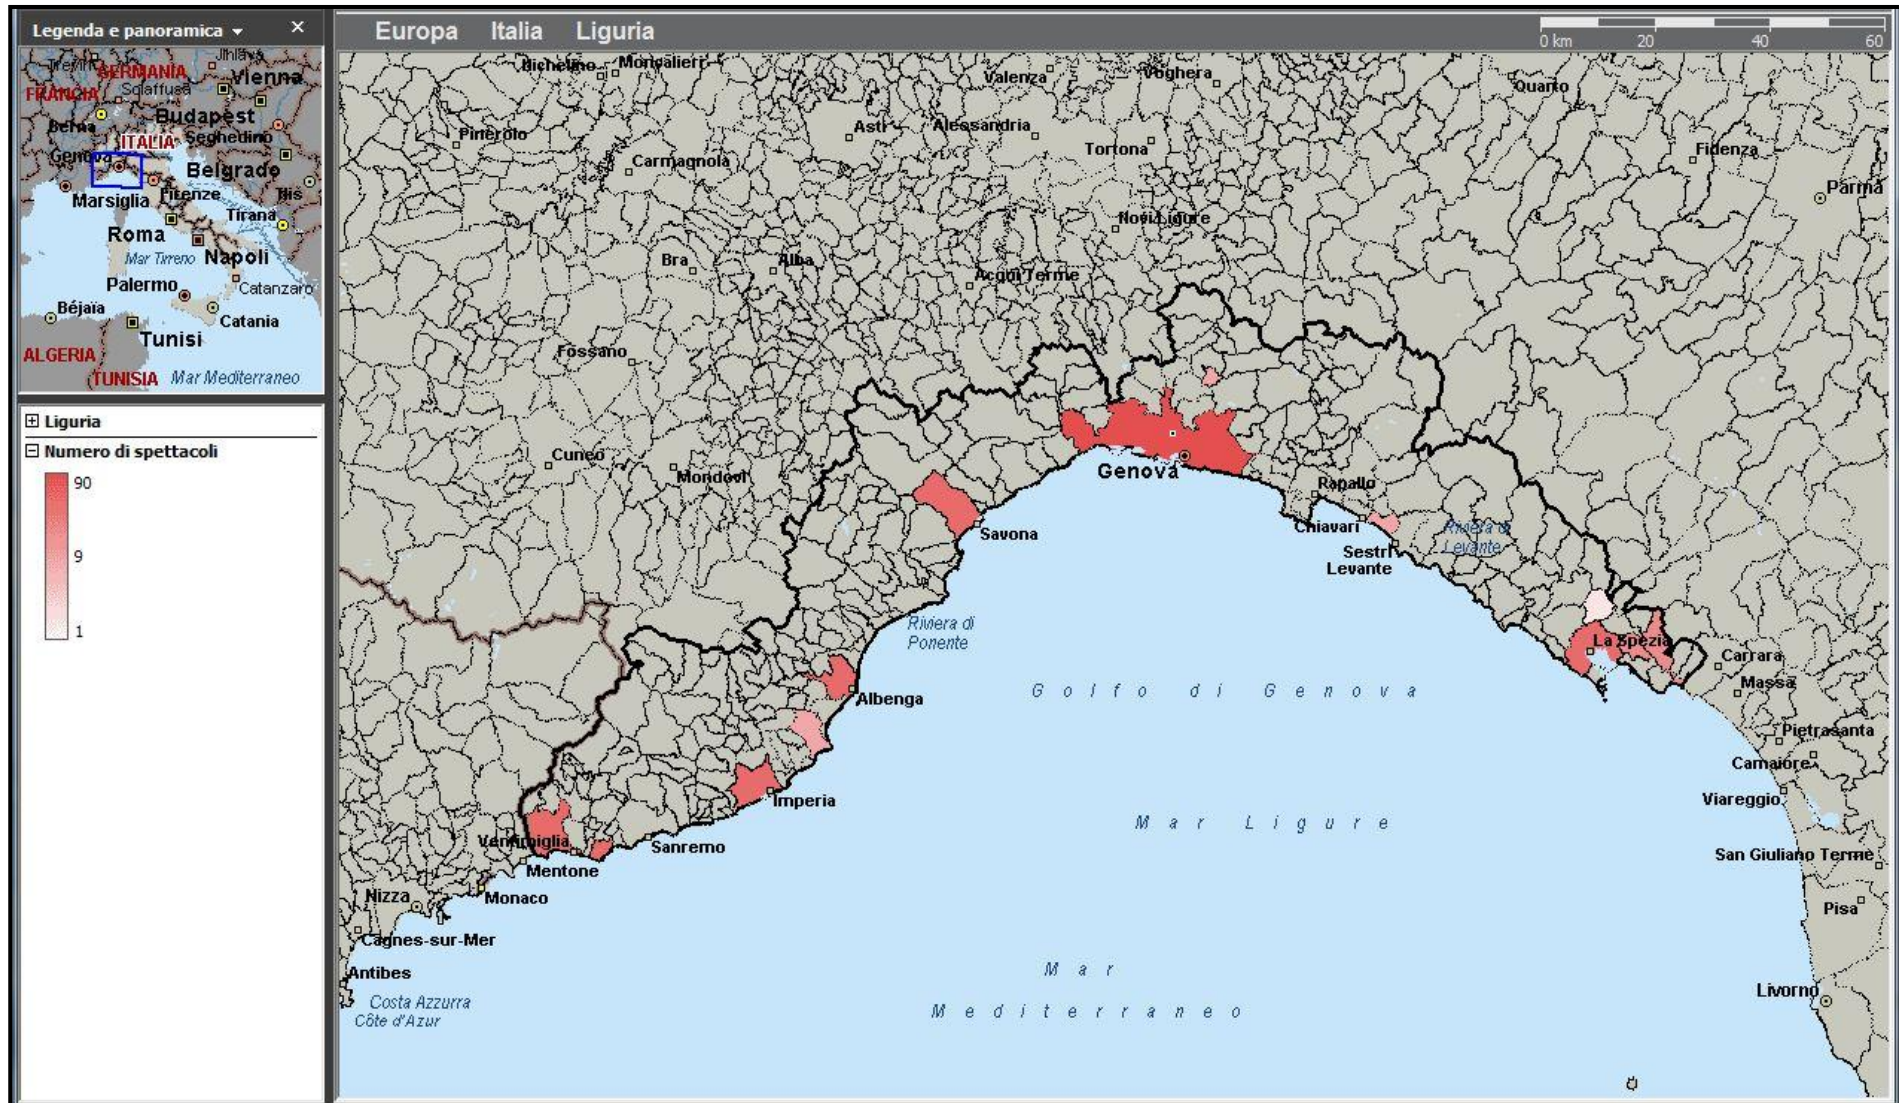 Legenda e panoramica
Europa Italia Liguria
0 km 20 40 60
GERMANIA
Jihlava
Vienna
FRANCIA
Sciaffusa
Berna
Budapest
ITALIA
Seghedino
Genova
Belgrado
Marsiglia
Firenze
Nis
Tirana
Roma
Mar Tirreno
Napoli
Palermo
Catanzaro
Béjaïa
Catania
Tunisi
ALGERIA
TUNISIA
Mar Mediterraneo
Liguria
Numero di spettacoli
90
9
1
Nichelino
Moncalieri
Valenza
Voghera
Quarto
Pinerolo
Asti
Alessandria
Carmagnola
Tortona
Fidenza
Parma
Novi Ligure
Bra
Alba
Acqui Terme
Fossano
Cuneo
Mondovì
Genova
Rapallo
Savona
Chiavari
Riviera di
Levante
Sestri
Levante
Riviera di
Ponente
La Spezia
Carrara
Massa
Albenga
Golfo di Genova
Pietrasanta
Camaiore
Imperia
Viareggio
Mar Ligure
Ventimiglia
Sanremo
San Giuliano Terme
Mentone
Nizza
Monaco
Pisa
Cagnes-sur-Mer
Antibes
Mar
Mediterraneo
Livorno
Costa Azzurra
Côte d'Azur